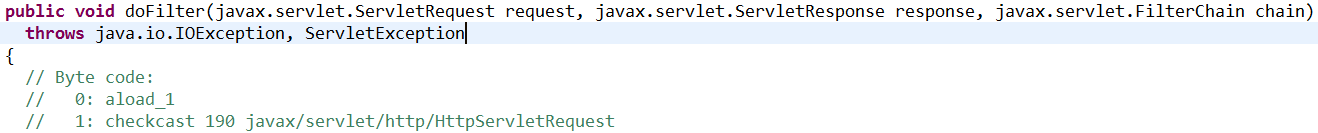 public void doFilter(javax.servlet.ServletRequest request, javax.servlet.ServletResponse response, javax.servlet.FilterChain chain)
  throws java.io.IOException, ServletException
{
  // Byte code:
  //   0: aload_1
  //   1: checkcast 190 javax/servlet/http/HttpServletRequest